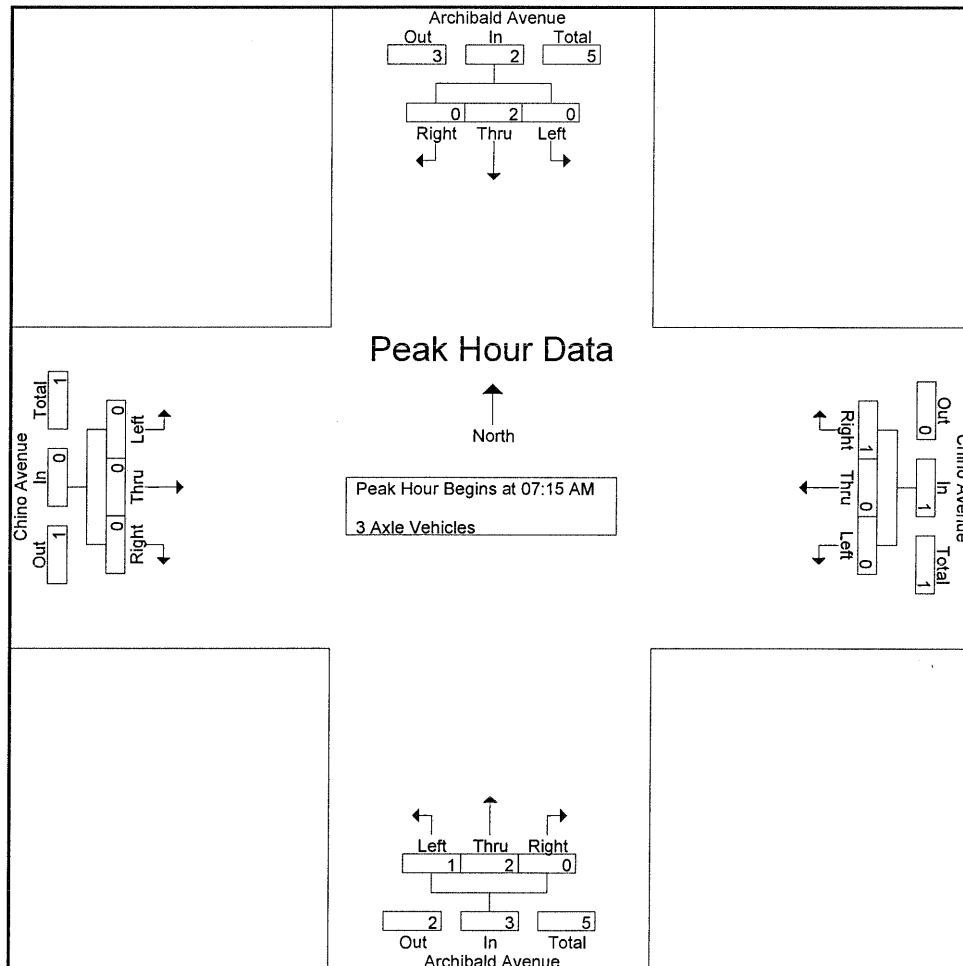 Archibald Avenue
Out In Total
3 2 5
0 2 0
Right Thru Left
Peak Hour Data
North
Peak Hour Begins at 07:15 AM
3 Axle Vehicles
Chino Avenue
Out In Total
1 0 1
Left Thru Right
0 0 0
Chino Avenue
Out In Total
0 1 1
Right Thru Left
1 0 0
Left Thru Right
1 2 0
2 3 5
Out In Total
Archibald Avenue